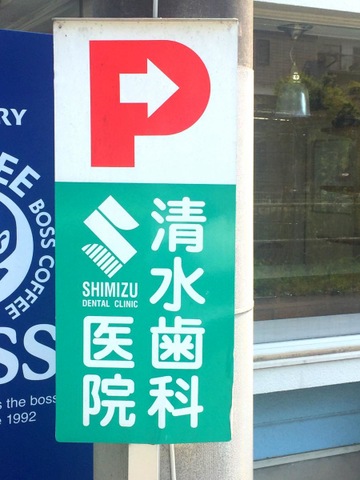 P
清水歯科
医院
SHIMIZU
DENTAL CLINIC
BOSS COFFEE
s the boss
1992